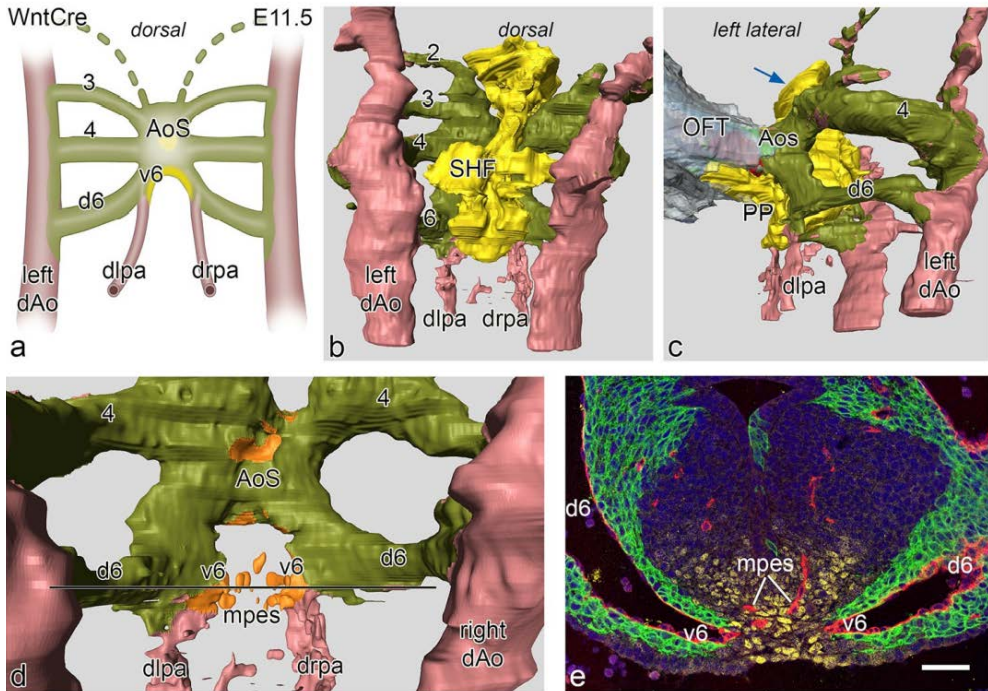 WntCre dorsal E11.5
3
4
AoS
v6
d6
left
dAo
dlpa drpa
a
dorsal
2
3
4
SHF
6
left
dAo
dlpa drpa
b
left lateral
OFT
Aos
4
d6
PP
dlpa
left
dAo
c
4 4
AoS
d6 v6 v6 d6
mpes
dlpa drpa
right
dAo
d
d6
d6
mpes
v6 v6
e